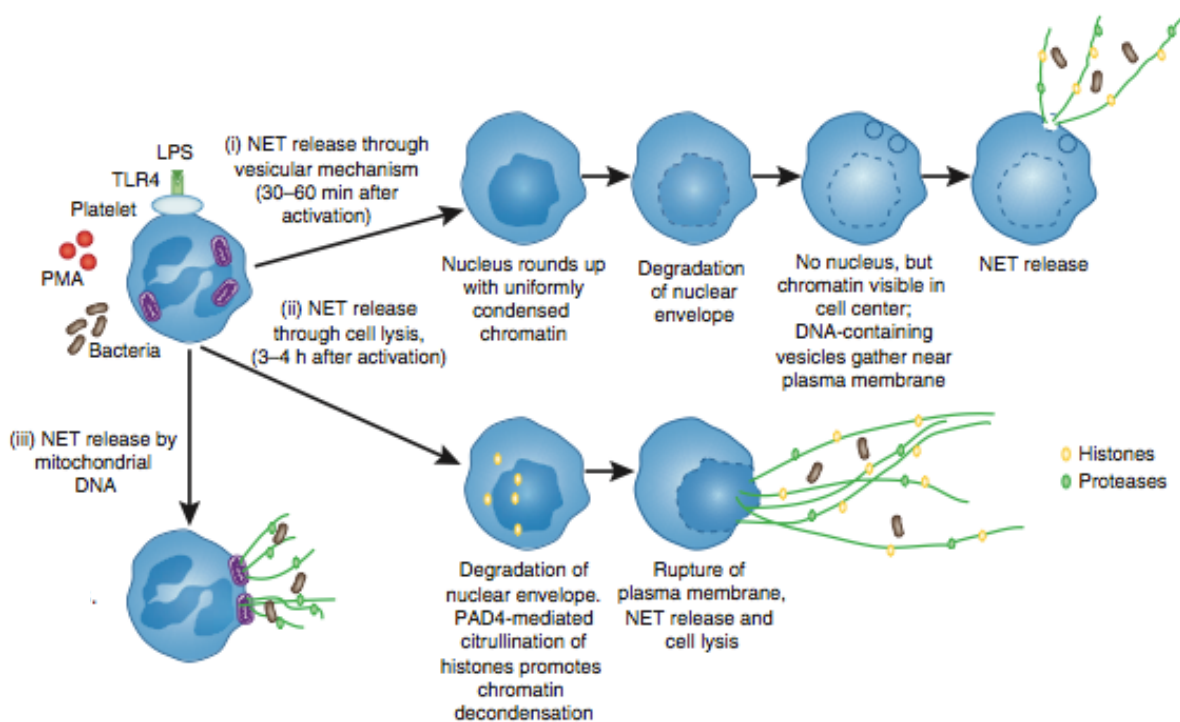 LPS
TLR4
Platelet
PMA
Bacteria
(i) NET release through
vesicular mechanism
(30–60 min after
activation)
Nucleus rounds up
with uniformly
condensed
chromatin
Degradation
of nuclear
envelope
No nucleus, but
chromatin visible in
cell center;
DNA-containing
vesicles gather near
plasma membrane
NET release
(ii) NET release
through cell lysis,
(3–4 h after activation)
Degradation of
nuclear envelope.
PAD4-mediated
citrullination of
histones promotes
chromatin
decondensation
Rupture of
plasma membrane,
NET release and
cell lysis
(iii) NET release by
mitochondrial
DNA
Histones
Proteases